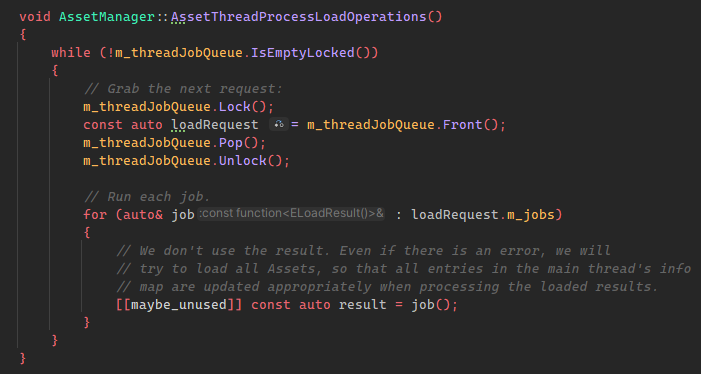 void AssetManager::AssetThreadProcessLoadOperations()
{
    while (!m_threadJobQueue.IsEmptyLocked())
    {
        // Grab the next request:
        m_threadJobQueue.Lock();
        const auto loadRequest = m_threadJobQueue.Front();
        m_threadJobQueue.Pop();
        m_threadJobQueue.Unlock();

        // Run each job.
        for (auto& job :const function<ELoadResult()>& : loadRequest.m_jobs)
        {
            // We don't use the result. Even if there is an error, we will
            // try to load all Assets, so that all entries in the main thread's info
            // map are updated appropriately when processing the loaded results.
            [[maybe_unused]] const auto result = job();
        }
    }
}